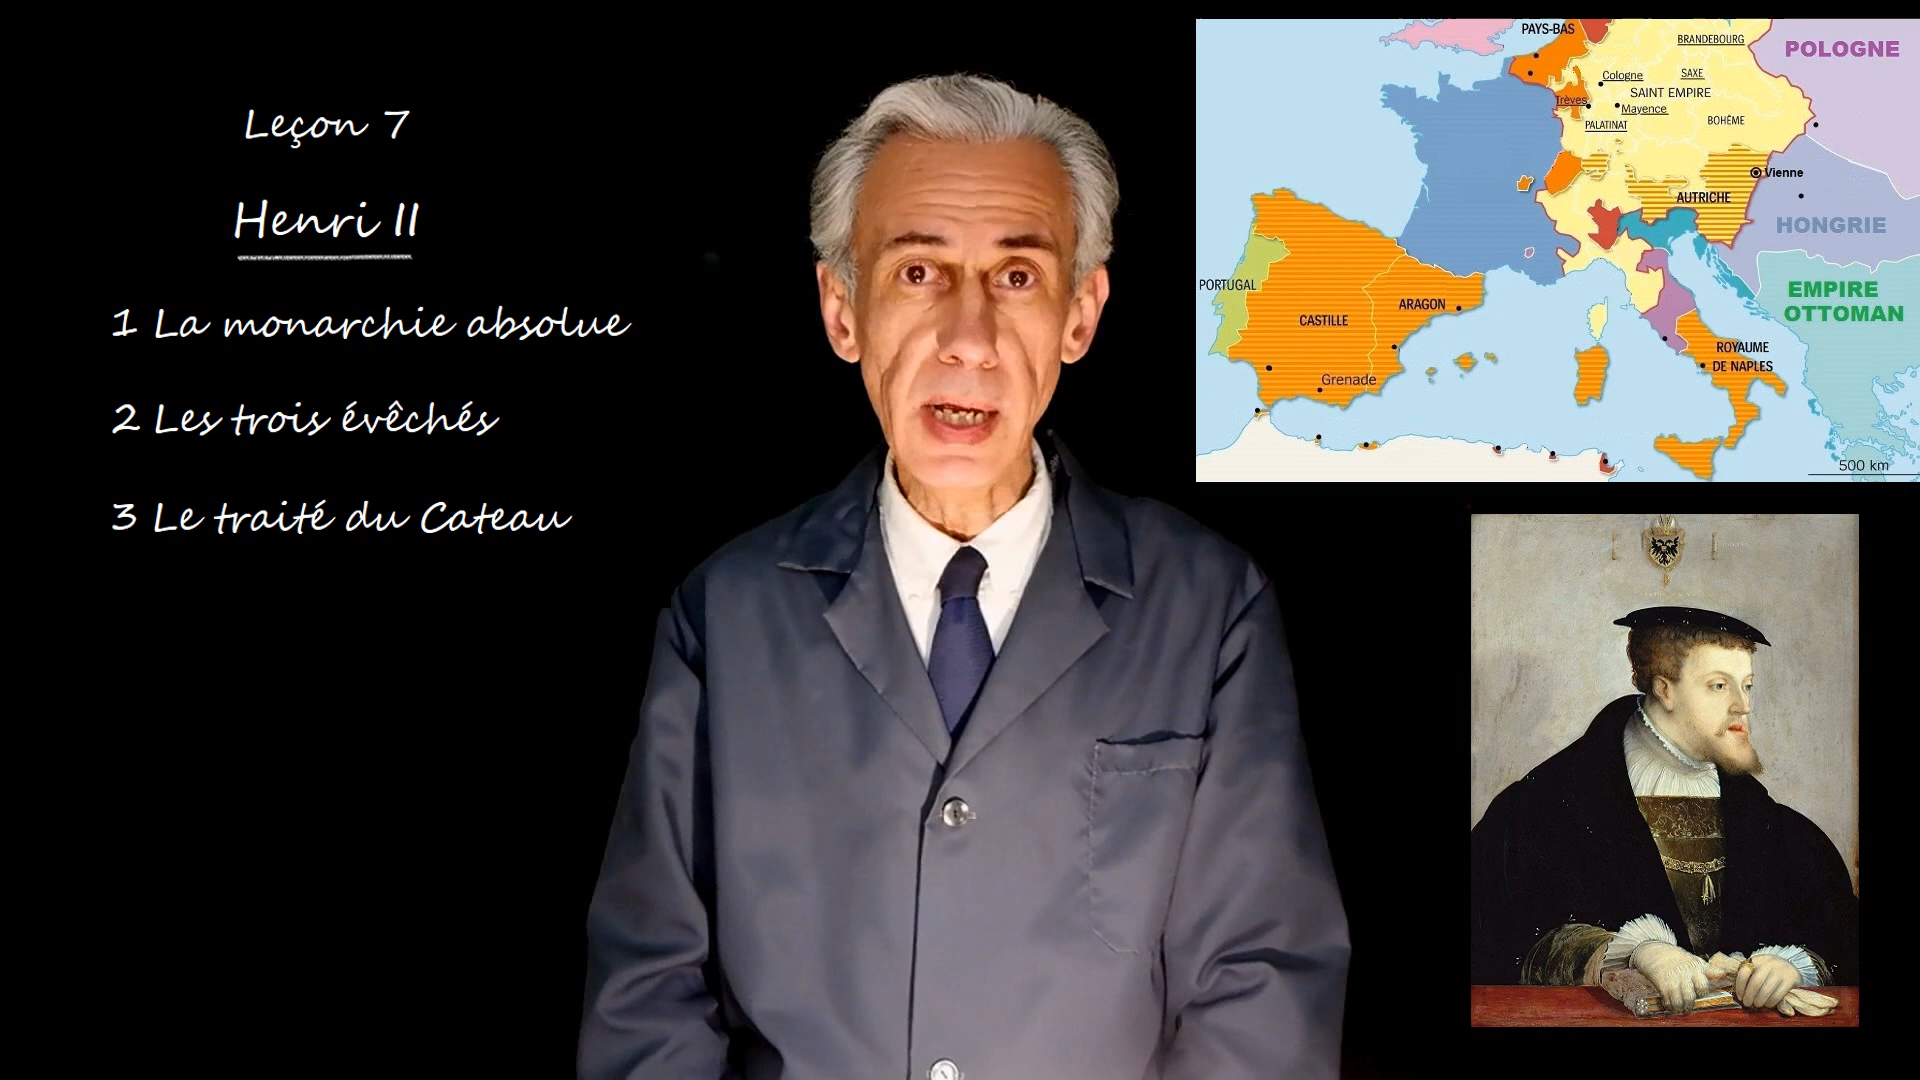 Leçon 7
Henri II
1 La monarchie absolue
2 Les trois évêchés
3 Le traité du Cateau
PAYS-BAS
BRANDEBOURG
POLOGNE
Cologne
SAXE
SAINT EMPIRE
Trèves
Mayence
PALATINAT
BOHÊME
Vienne
AUTRICHE
HONGRIE
PORTUGAL
EMPIRE
OTTOMAN
ARAGON
CASTILLE
ROYAUME
DE NAPLES
Grenade
500 km